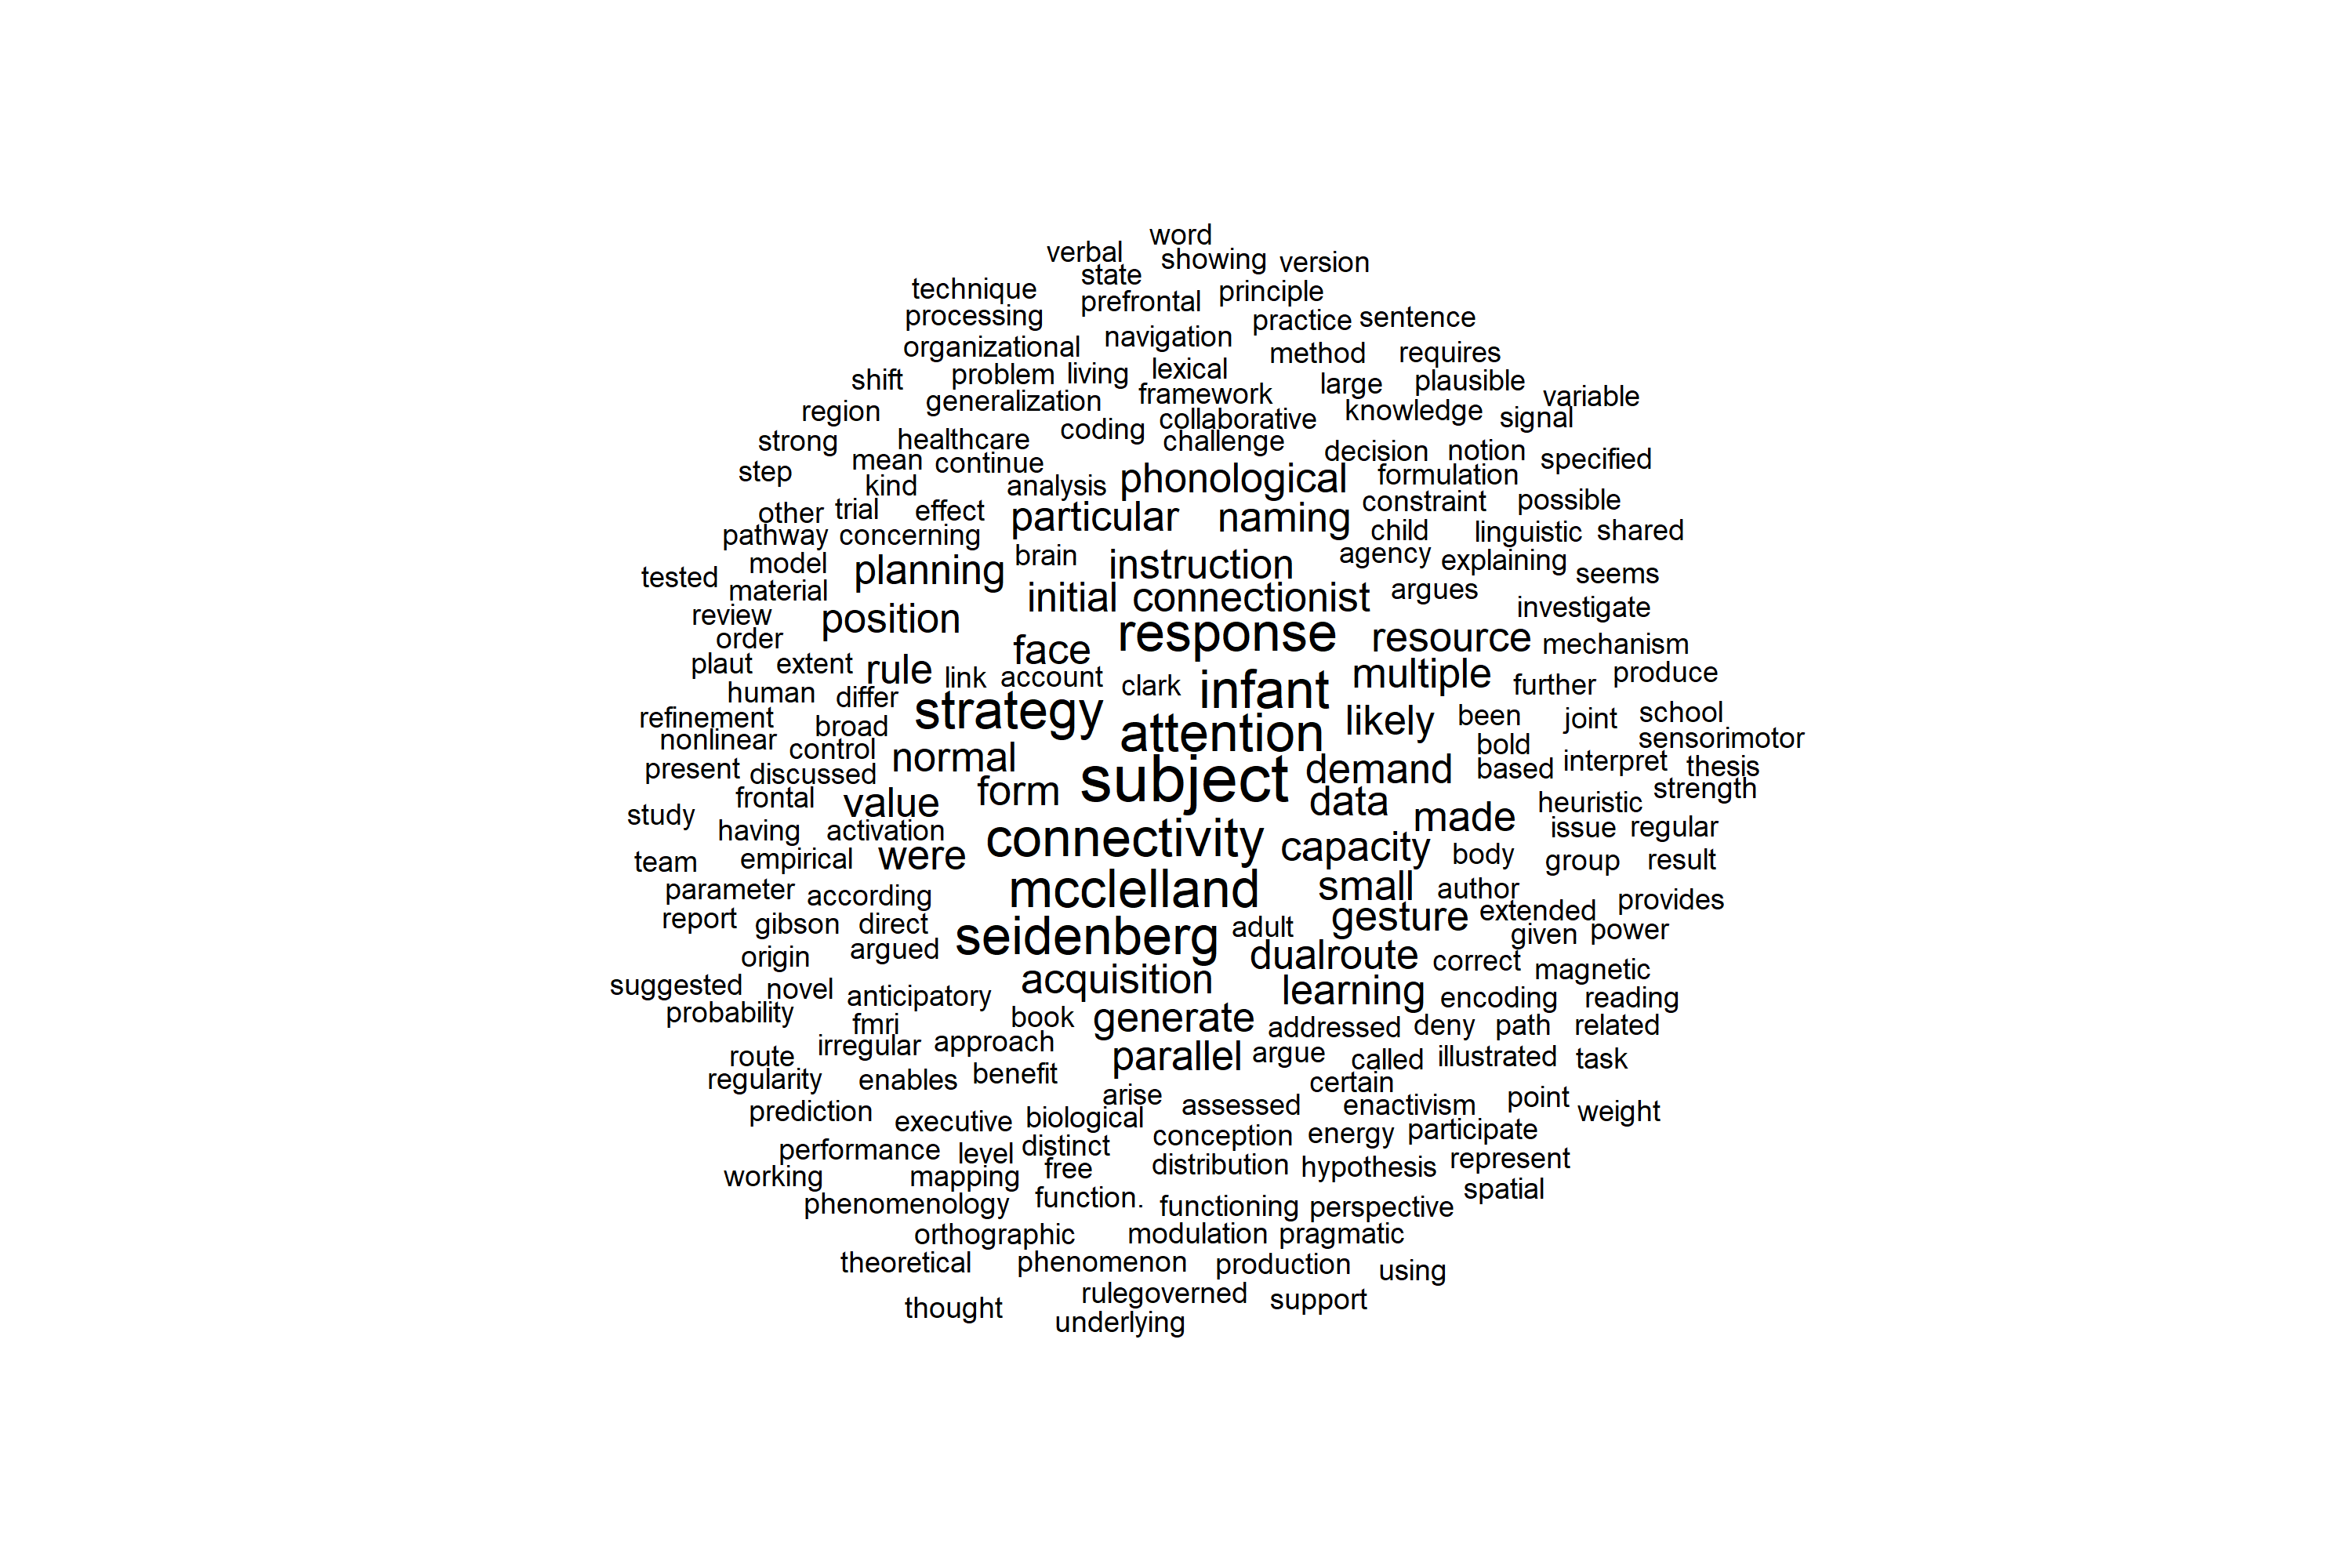 word
verbal showing version
state
technique prefrontal principle
processing practice sentence
organizational navigation method requires
shift problem living lexical large plausible
region generalization framework variable
collaborative knowledge signal
strong healthcare coding challenge decision notion specified
step mean continue phonological formulation
kind analysis constraint possible
other trial effect particular naming child linguistic shared
pathway concerning brain instruction agency explaining
tested model planning seems
material initial connectionist argues investigate
review position response resource mechanism
order face
plaut extent rule link account clark infant multiple further produce
human differ
refinement broad strategy attention likely been joint school
nonlinear control normal bold sensorimotor
present discussed subject demand based interpret thesis
frontal value form data made heuristic strength
study having activation connectivity issue regular
team empirical were capacity body group result
parameter according mcclelland small author provides
report gibson direct seidenberg adult gesture extended given power
origin argued dualroute correct magnetic
suggested novel anticipatory acquisition learning encoding reading
probability fmri book generate addressed deny path related
route irregular approach parallel argue called illustrated task
regularity enables benefit certain
prediction executive biological arise assessed enactivism point weight
performance level distinct conception energy participate
working mapping free distribution hypothesis represent
phenomenology function. functioning perspective spatial
orthographic modulation pragmatic
theoretical phenomenon production using
thought rulegoverned support
underlying